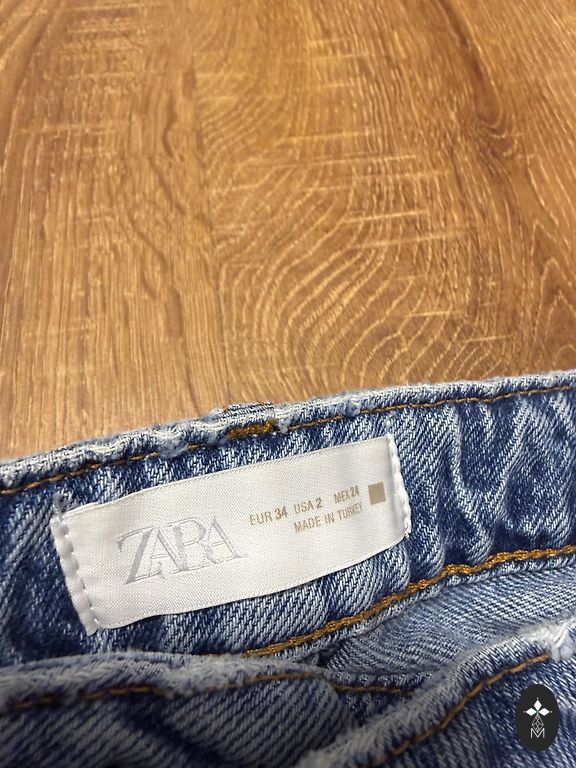 ZARA
EUR 34 USA 2 MEX 24
MADE IN TURKEY
M